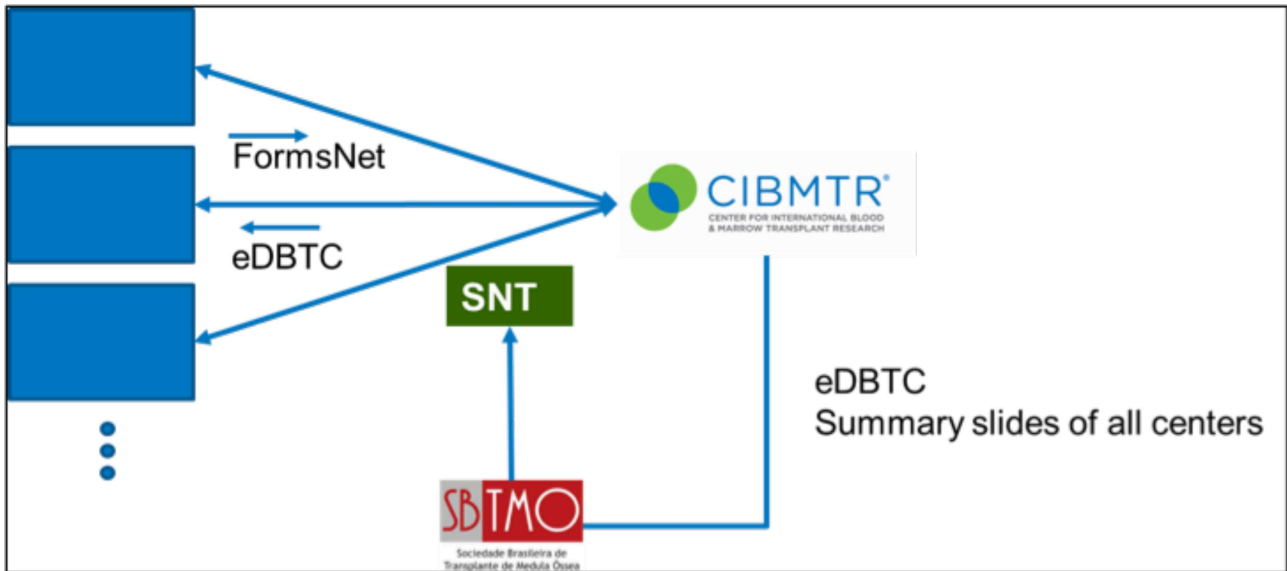 FormsNet
eDBTC
CIBMTR®
CENTER FOR INTERNATIONAL BLOOD
& MARROW TRANSPLANT RESEARCH
SNT
eDBTC
Summary slides of all centers
SBTMO
Sociedade Brasileira de
Transplante de Medula Óssea